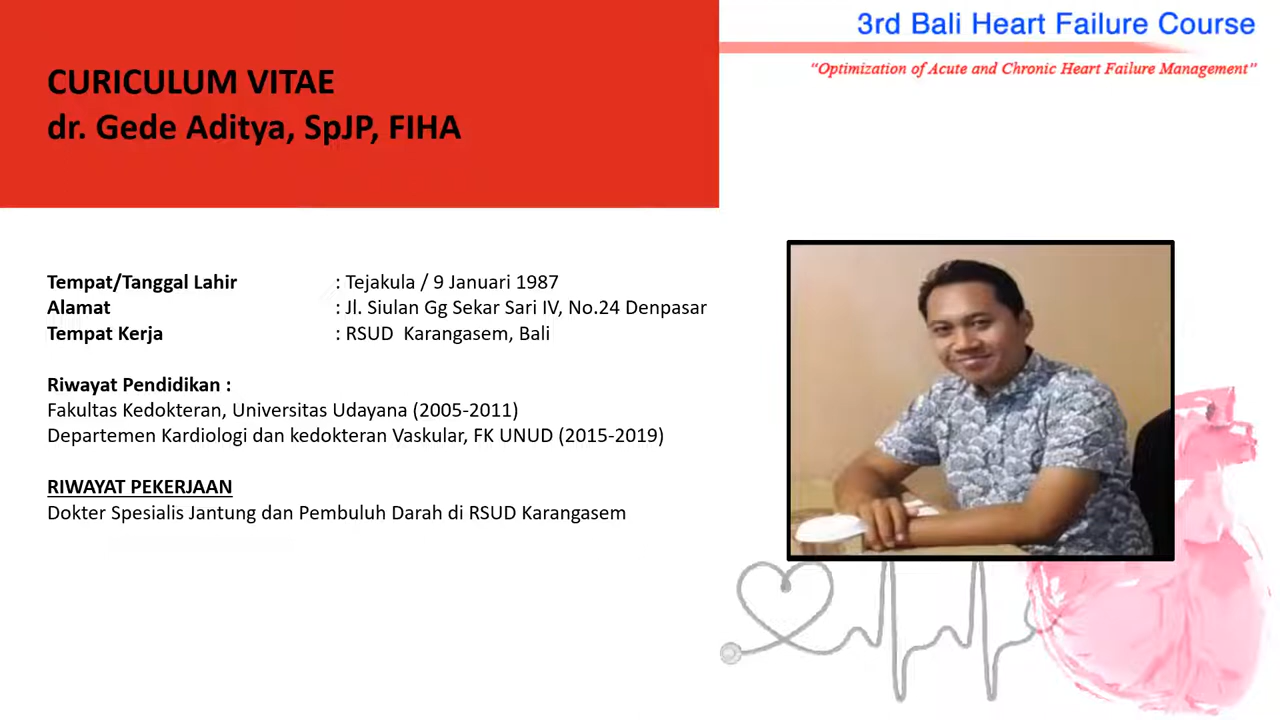 3rd Bali Heart Failure Course
“Optimization of Acute and Chronic Heart Failure Management”
CURICULUM VITAE
dr. Gede Aditya, SpJP, FIHA
Tempat/Tanggal Lahir : Tejakula / 9 Januari 1987
Alamat : Jl. Siulan Gg Sekar Sari IV, No.24 Denpasar
Tempat Kerja : RSUD Karangasem, Bali
Riwayat Pendidikan :
Fakultas Kedokteran, Universitas Udayana (2005-2011)
Departemen Kardiologi dan kedokteran Vaskular, FK UNUD (2015-2019)
RIWAYAT PEKERJAAN
Dokter Spesialis Jantung dan Pembuluh Darah di RSUD Karangasem